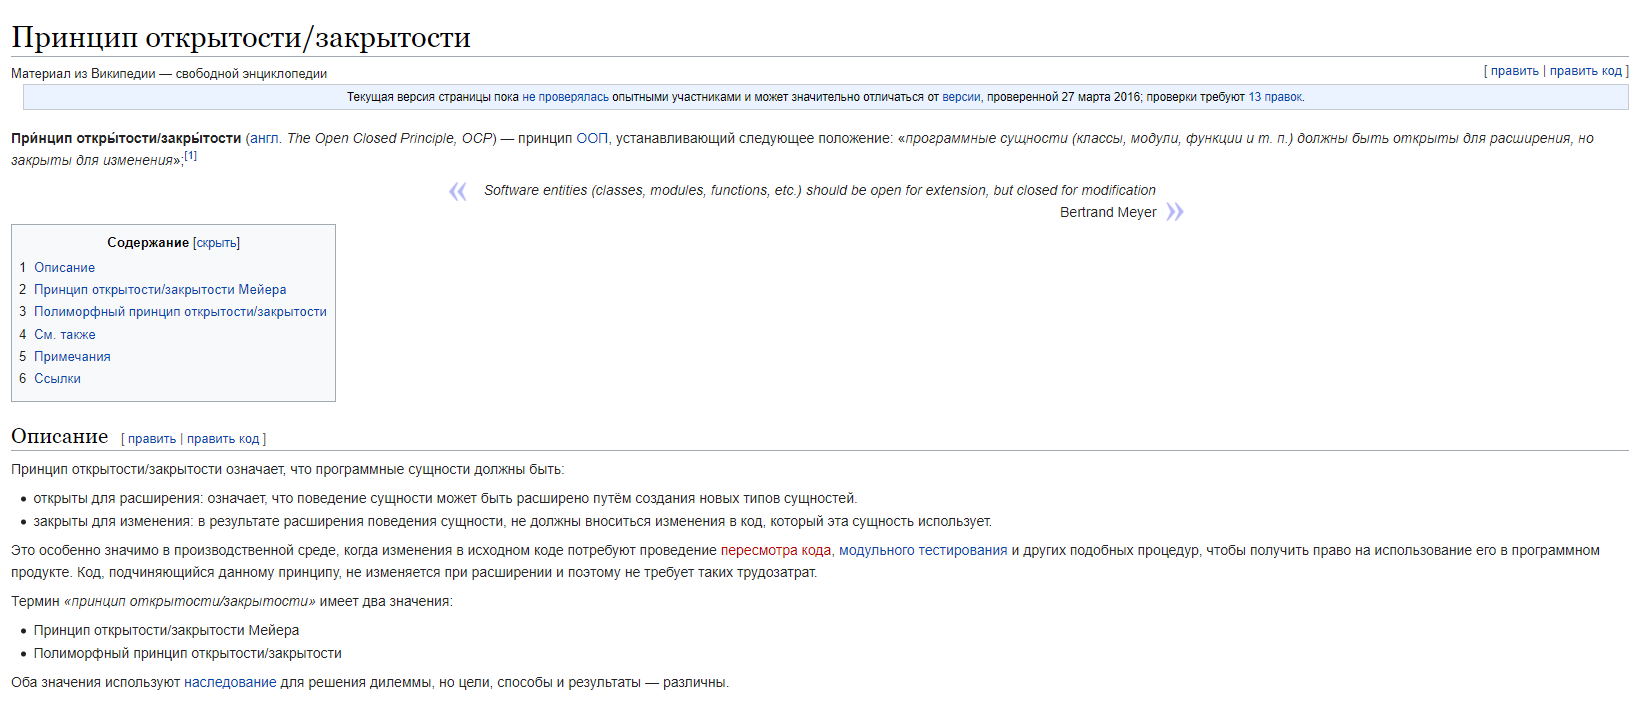 Принцип открытости/закрытости
Материал из Википедии — свободной энциклопедии
[ править | править код ]
Текущая версия страницы пока не проверялась опытными участниками и может значительно отличаться от версии, проверенной 27 марта 2016; проверки требуют 13 правок.
При́нцип откры́тости/закры́тости (англ. The Open Closed Principle, OCP) — принцип ООП, устанавливающий следующее положение: «программные сущности (классы, модули, функции и т. п.) должны быть открыты для расширения, но
закрыты для изменения»;[1]
« Software entities (classes, modules, functions, etc.) should be open for extension, but closed for modification
Bertrand Meyer »
Содержание [скрыть]
1 Описание
2 Принцип открытости/закрытости Мейера
3 Полиморфный принцип открытости/закрытости
4 См. также
5 Примечания
6 Ссылки
Описание [ править | править код ]
Принцип открытости/закрытости означает, что программные сущности должны быть:
• открыты для расширения: означает, что поведение сущности может быть расширено путём создания новых типов сущностей.
• закрыты для изменения: в результате расширения поведения сущности, не должны вноситься изменения в код, который эта сущность использует.
Это особенно значимо в производственной среде, когда изменения в исходном коде потребуют проведение пересмотра кода, модульного тестирования и других подобных процедур, чтобы получить право на использование его в программном
продукте. Код, подчиняющийся данному принципу, не изменяется при расширении и поэтому не требует таких трудозатрат.
Термин «принцип открытости/закрытости» имеет два значения:
• Принцип открытости/закрытости Мейера
• Полиморфный принцип открытости/закрытости
Оба значения используют наследование для решения дилеммы, но цели, способы и результаты — различны.